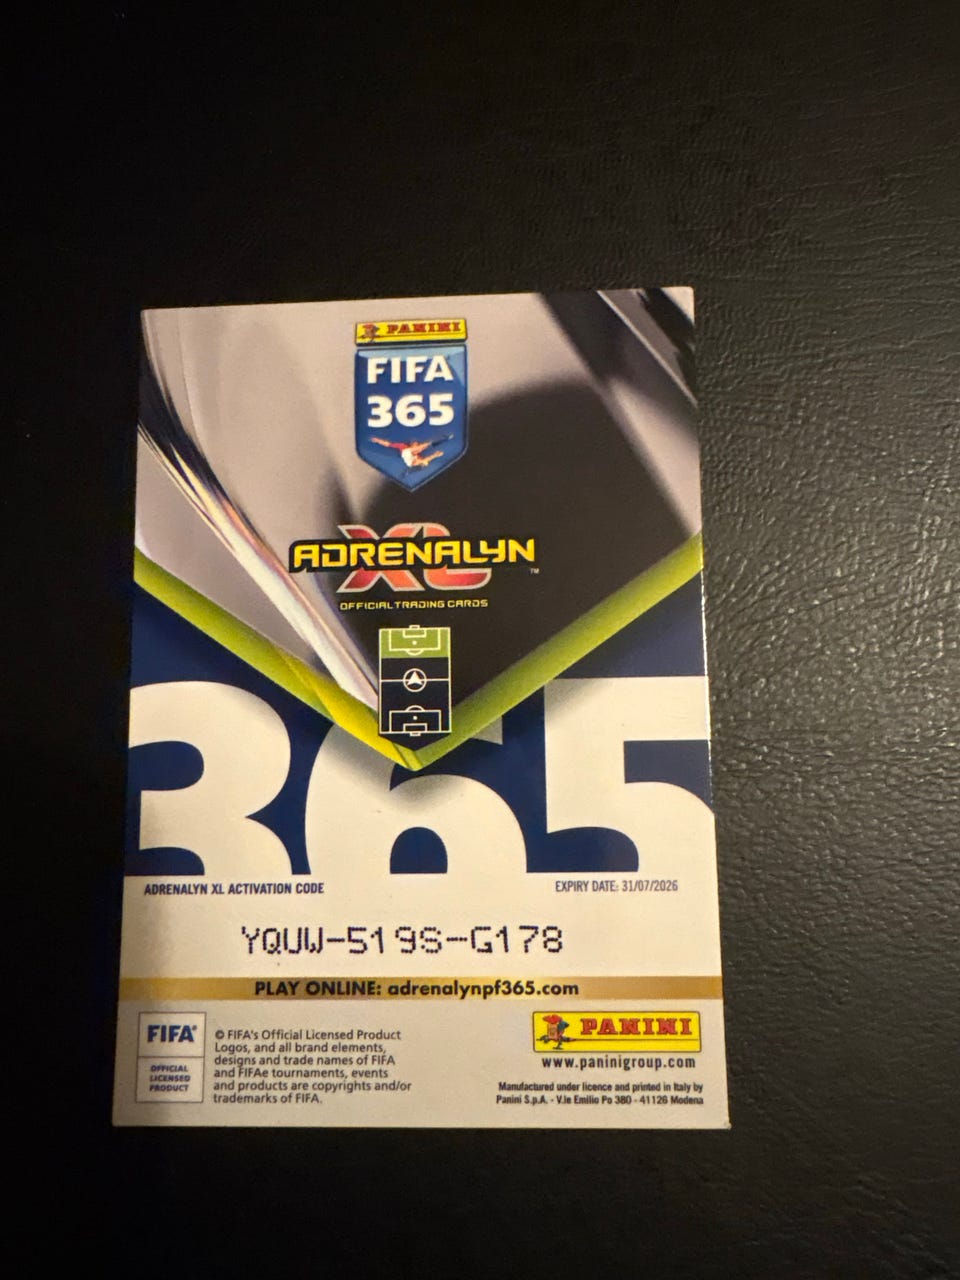 PANINI
FIFA
365
XL
ADRENALYN™
OFFICIAL TRADING CARDS
365
ADRENALYN XL ACTIVATION CODE
EXPIRY DATE: 31/07/2026
YQUW-519S-G178
PLAY ONLINE: adrenalynpf365.com
FIFA®
OFFICIAL
LICENSED
PRODUCT
© FIFA's Official Licensed Product
Logos, and all brand elements,
designs and trade names of FIFA
and FIFAe tournaments, events
and products are copyrights and/or
trademarks of FIFA.
PANINI
www.paninigroup.com
Manufactured under licence and printed in Italy by
Panini S.p.A. - V.le Emilio Po 380 - 41126 Modena